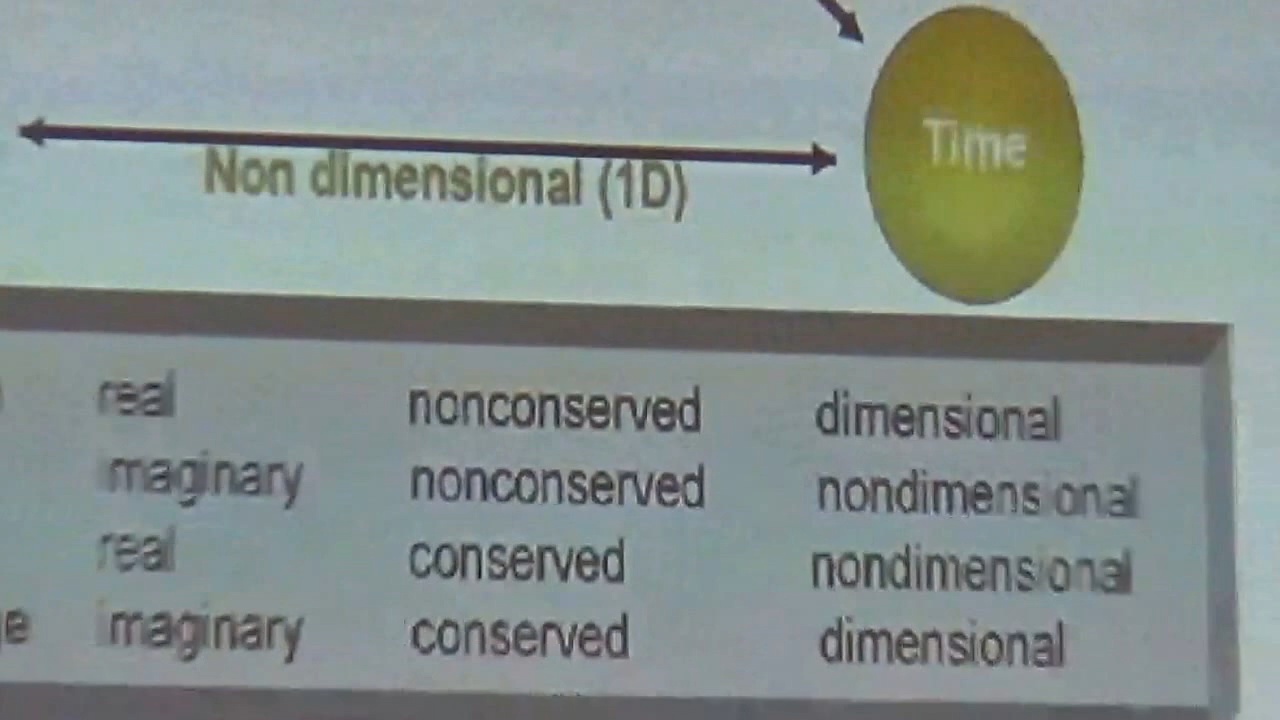 Time
Non dimensional (1D)
real nonconserved dimensional
imaginary nonconserved nondimensional
real conserved nondimensional
e imaginary conserved dimensional